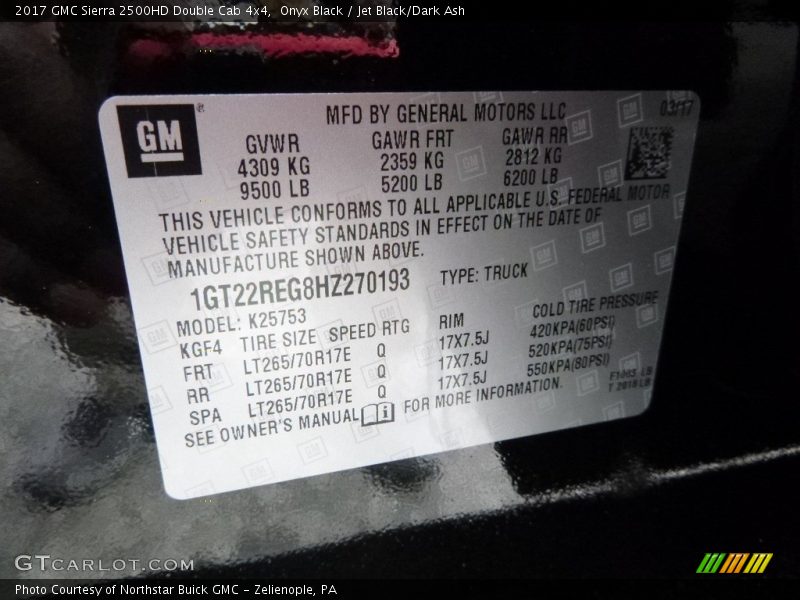 2017 GMC Sierra 2500HD Double Cab 4x4, Onyx Black / Jet Black/Dark Ash
GM ®
MFD BY GENERAL MOTORS LLC 03/17
GVWR GAWR FRT GAWR RR
4309 KG 2359 KG 2812 KG
9500 LB 5200 LB 6200 LB
THIS VEHICLE CONFORMS TO ALL APPLICABLE U.S. FEDERAL MOTOR
VEHICLE SAFETY STANDARDS IN EFFECT ON THE DATE OF
MANUFACTURE SHOWN ABOVE.
1GT22REG8HZ270193 TYPE: TRUCK
MODEL: K25753
KGF4 TIRE SIZE SPEED RTG RIM COLD TIRE PRESSURE
FRT LT265/70R17E Q 17X7.5J 420KPA(60PSI)
RR LT265/70R17E Q 17X7.5J 520KPA(75PSI)
SPA LT265/70R17E Q 17X7.5J 550KPA(80PSI)
SEE OWNER'S MANUAL FOR MORE INFORMATION.
LB
LB
GTCARLOT.COM
Photo Courtesy of Northstar Buick GMC - Zelienople, PA